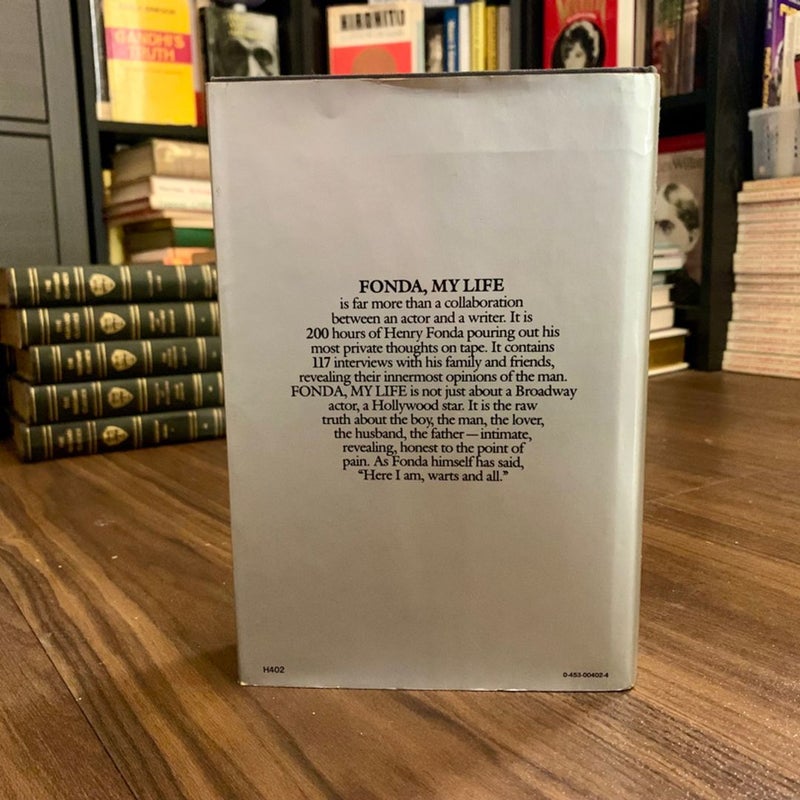 GANDHI'S
TRUTH
HIROHITO
FONDA, MY LIFE
is far more than a collaboration
between an actor and a writer. It is
200 hours of Henry Fonda pouring out his
most private thoughts on tape. It contains
117 interviews with his family and friends,
revealing their innermost opinions of the man.
FONDA, MY LIFE is not just about a Broadway
actor, a Hollywood star. It is the raw
truth about the boy, the man, the lover,
the husband, the father—intimate,
revealing, honest to the point of
pain. As Fonda himself has said,
“Here I am, warts and all.”
H402
0-453-00402-4